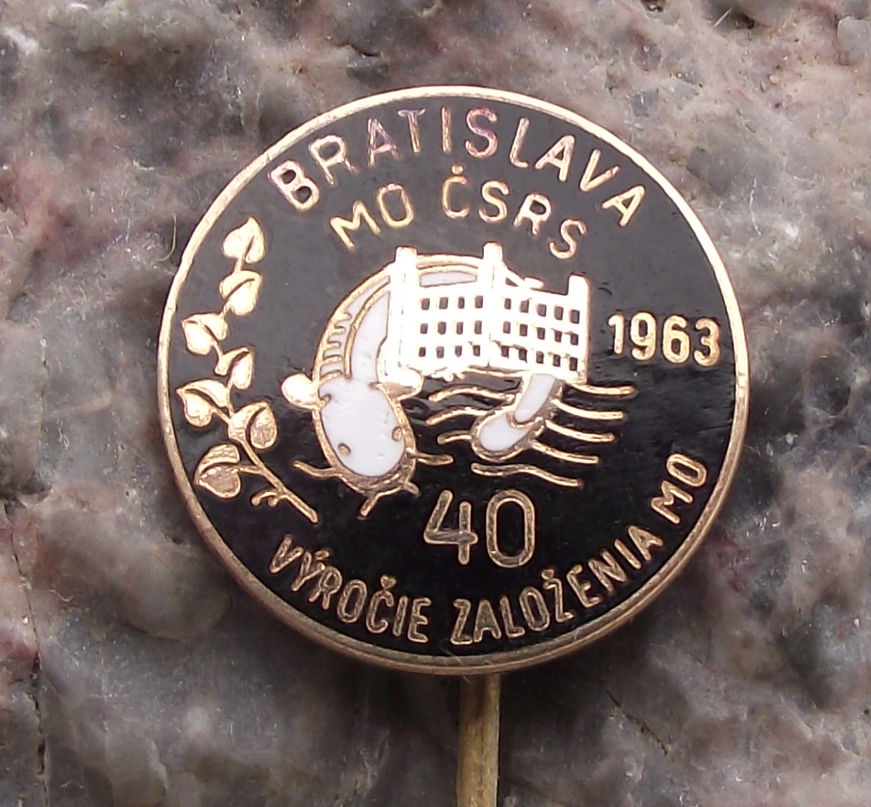 BRATISLAVA
MO ČSRS
1963
40
VÝROČIE ZALOŽENIA MO